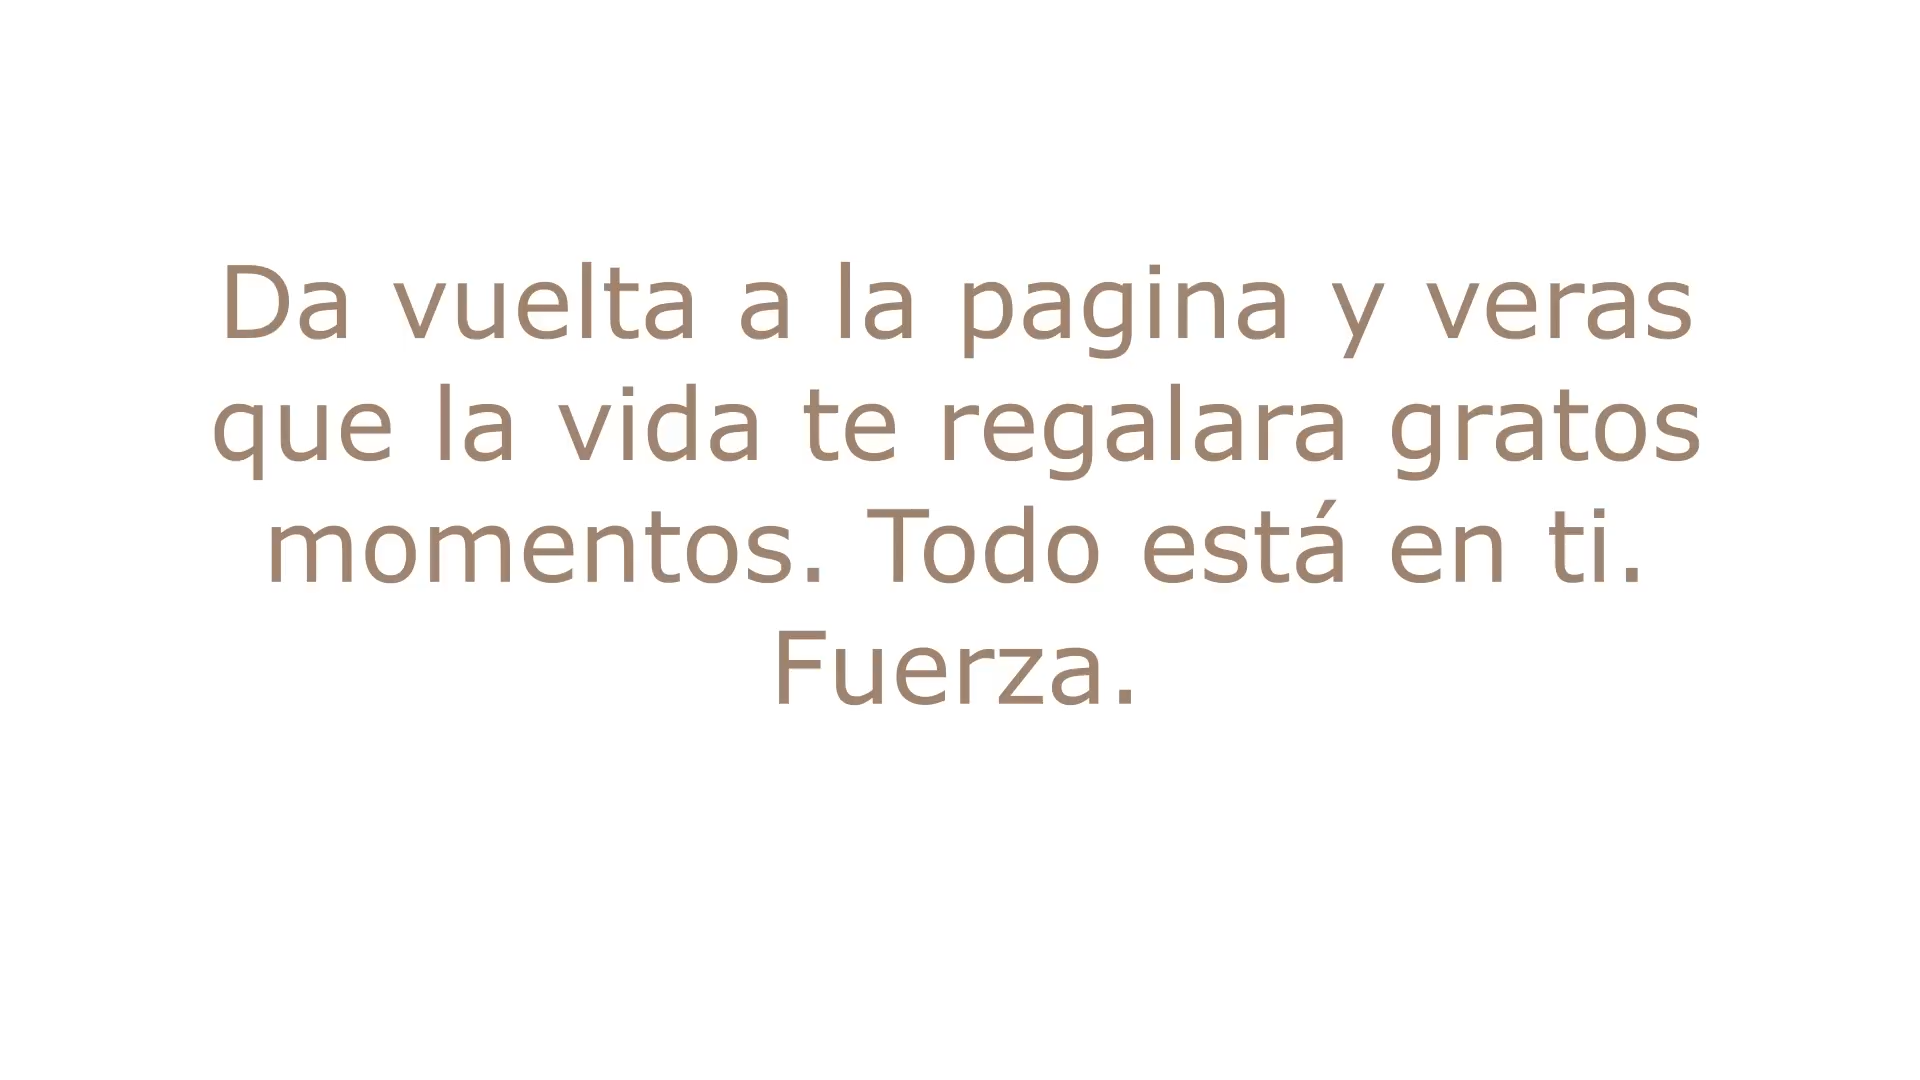 Da vuelta a la pagina y veras
que la vida te regalara gratos
momentos. Todo está en ti.
Fuerza.